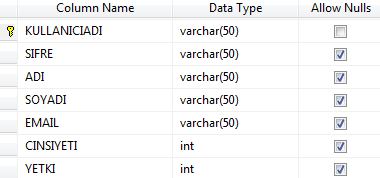 Column Name Data Type Allow Nulls
KULLANICIADI varchar(50)
SIFRE varchar(50)
ADI varchar(50)
SOYADI varchar(50)
EMAIL varchar(50)
CINSIYETI int
YETKI int